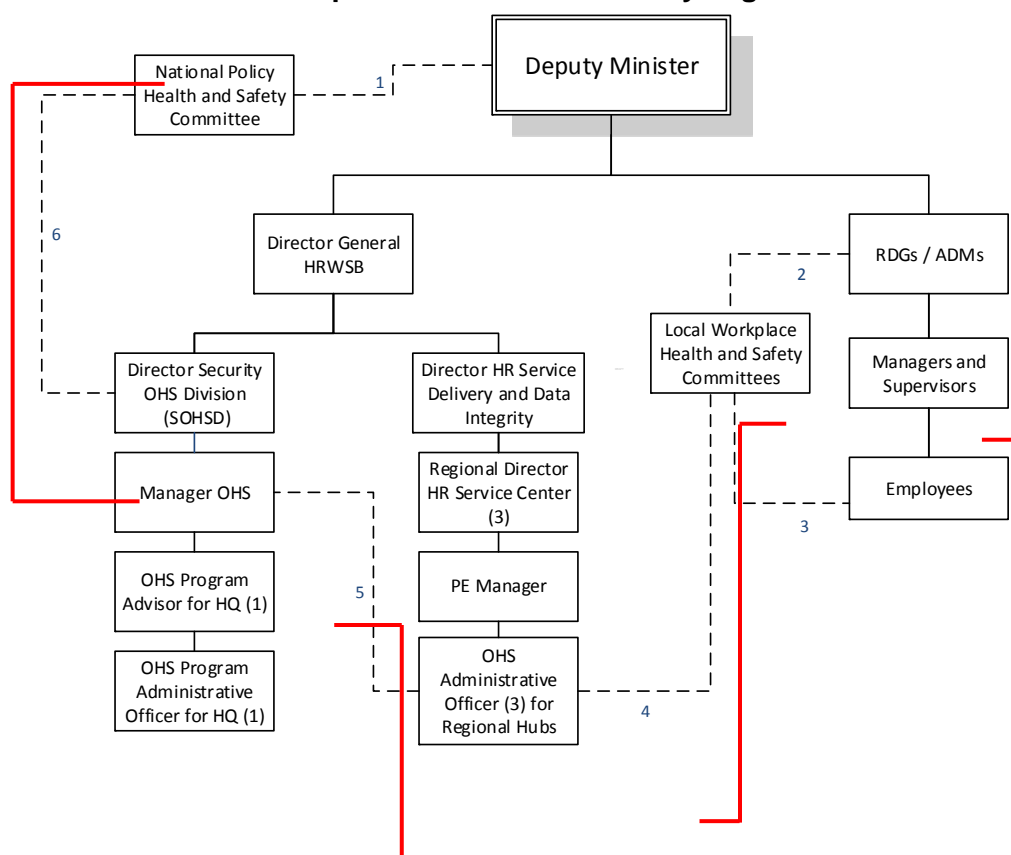 Deputy Minister
1
National Policy
Health and Safety
Committee
6
Director General
HRWSB
RDGs / ADMs
2
Local Workplace
Health and Safety
Committees
Director Security
OHS Division
(SOHSD)
Director HR Service
Delivery and Data
Integrity
Managers and
Supervisors
Manager OHS
Regional Director
HR Service Center
(3)
Employees
3
OHS Program
Advisor for HQ (1)
5
PE Manager
OHS Program
Administrative
Officer for HQ (1)
OHS
Administrative
Officer (3) for
Regional Hubs
4